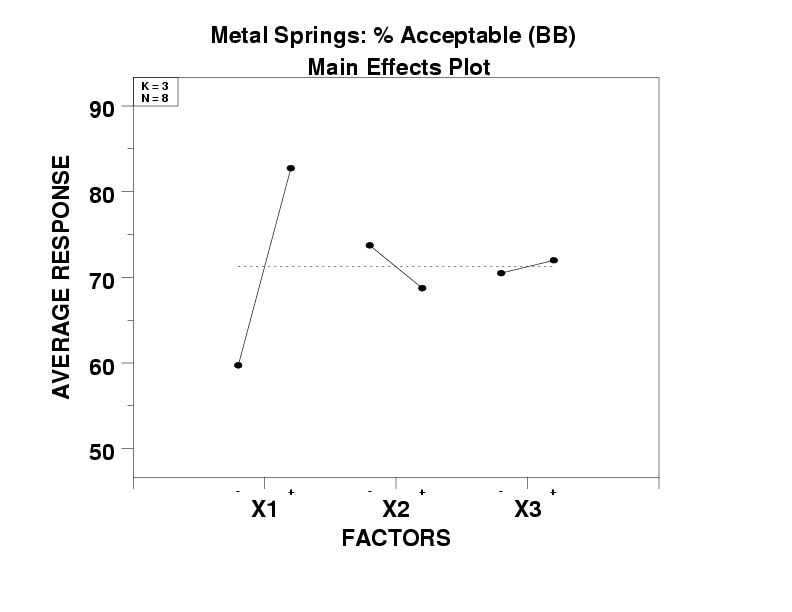 Metal Springs: % Acceptable (BB)
Main Effects Plot
K = 3
N = 8
AVERAGE RESPONSE
90
80
70
60
50
- + - + - +
X1 X2 X3
FACTORS